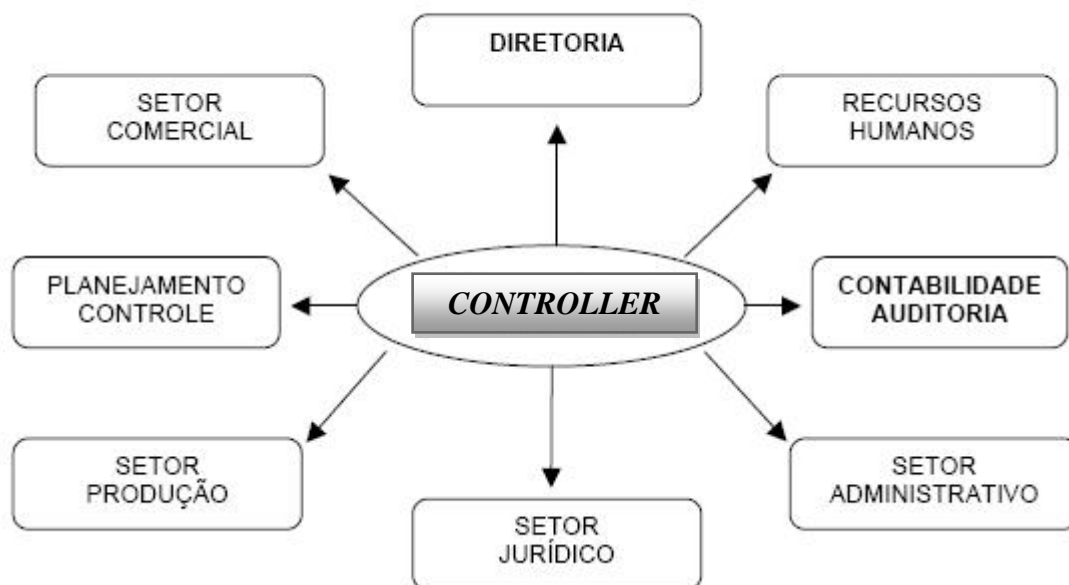 DIRETORIA
SETOR
COMERCIAL
RECURSOS
HUMANOS
PLANEJAMENTO
CONTROLE
CONTROLLER
CONTABILIDADE
AUDITORIA
SETOR
PRODUÇÃO
SETOR
JURÍDICO
SETOR
ADMINISTRATIVO